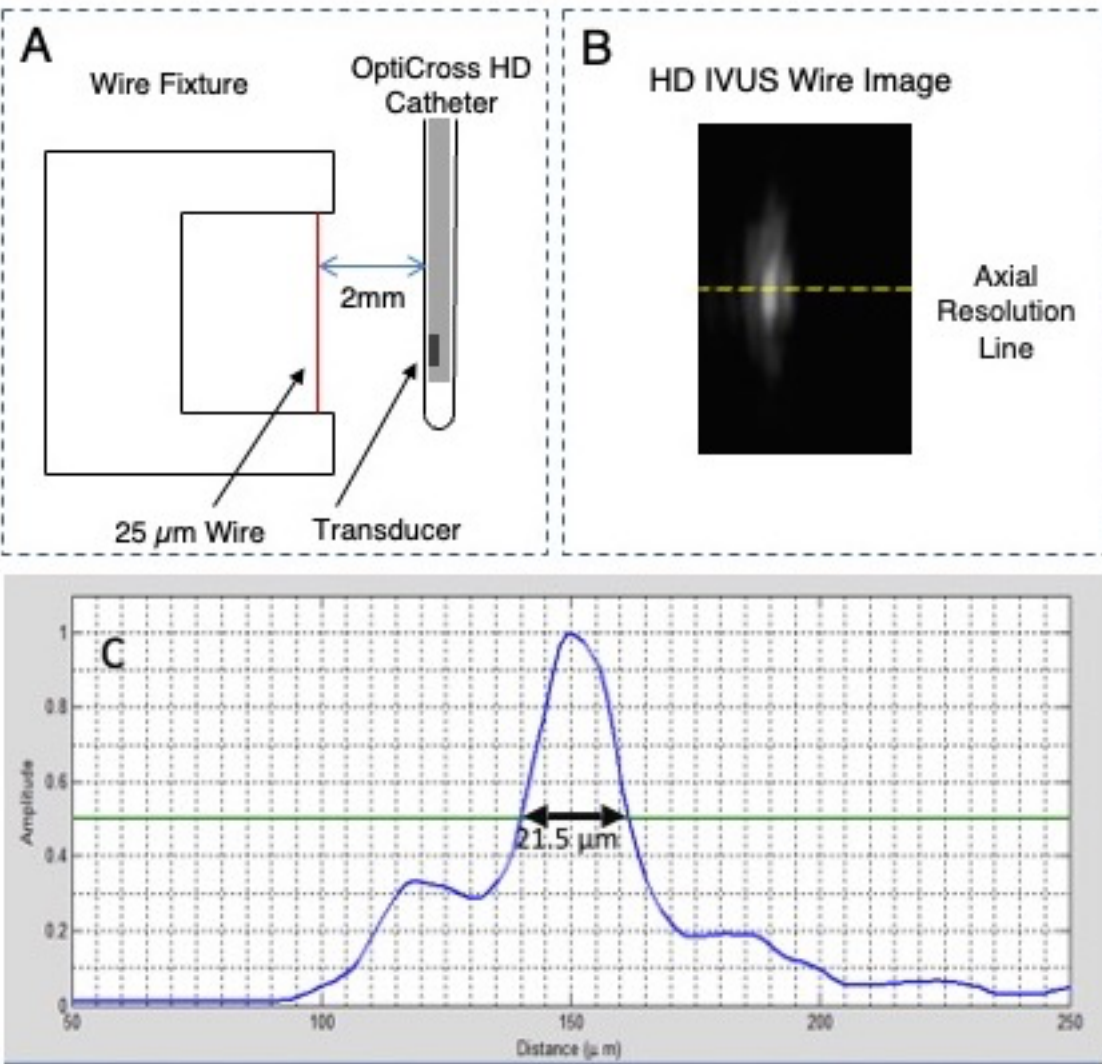 A
Wire Fixture
OptiCross HD
Catheter
2mm
25 µm Wire
Transducer
B
HD IVUS Wire Image
Axial
Resolution
Line
C
1
0.8
0.6
0.4
0.2
0
Amplitude
21.5 µm
50
100
150
200
250
Distance (µ m)